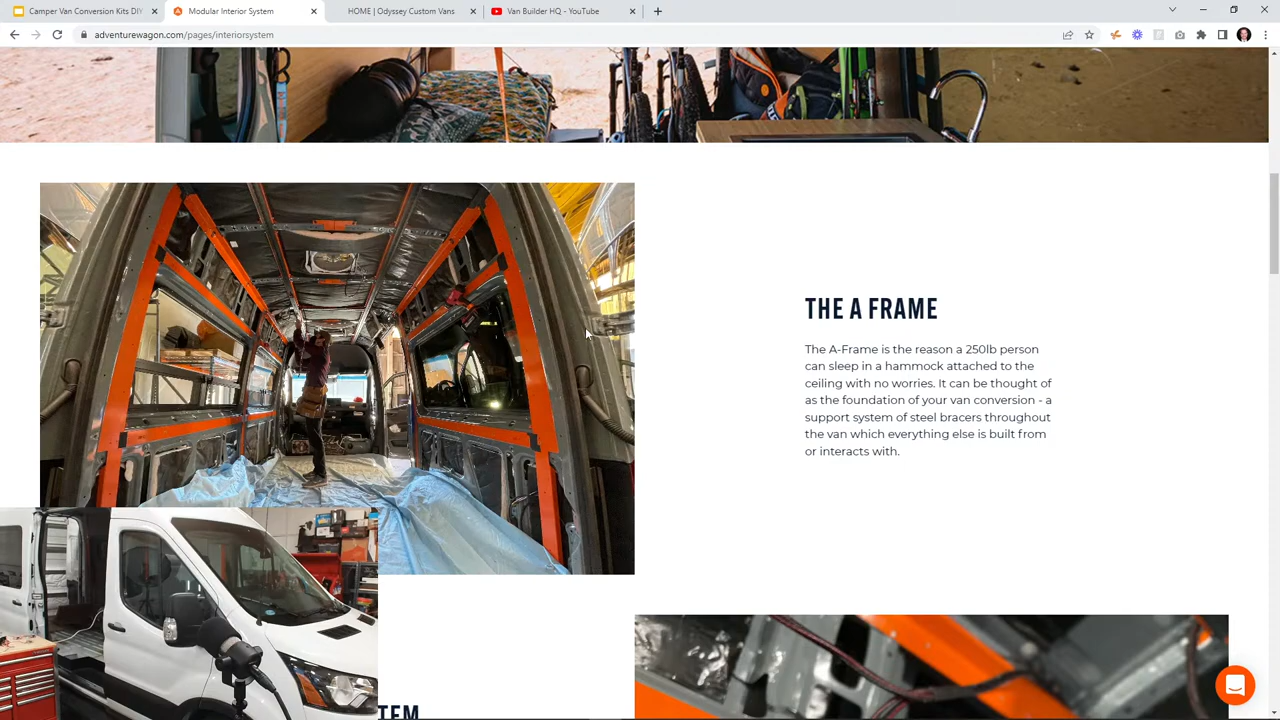 Camper Van Conversion Kits DIY
Modular Interior System
HOME | Odyssey Custom Vans
Van Builder HQ - YouTube
adventurewagon.com/pages/interiorsystem
THE A FRAME
The A-Frame is the reason a 250lb person
can sleep in a hammock attached to the
ceiling with no worries. It can be thought of
as the foundation of your van conversion - a
support system of steel bracers throughout
the van which everything else is built from
or interacts with.
TEM